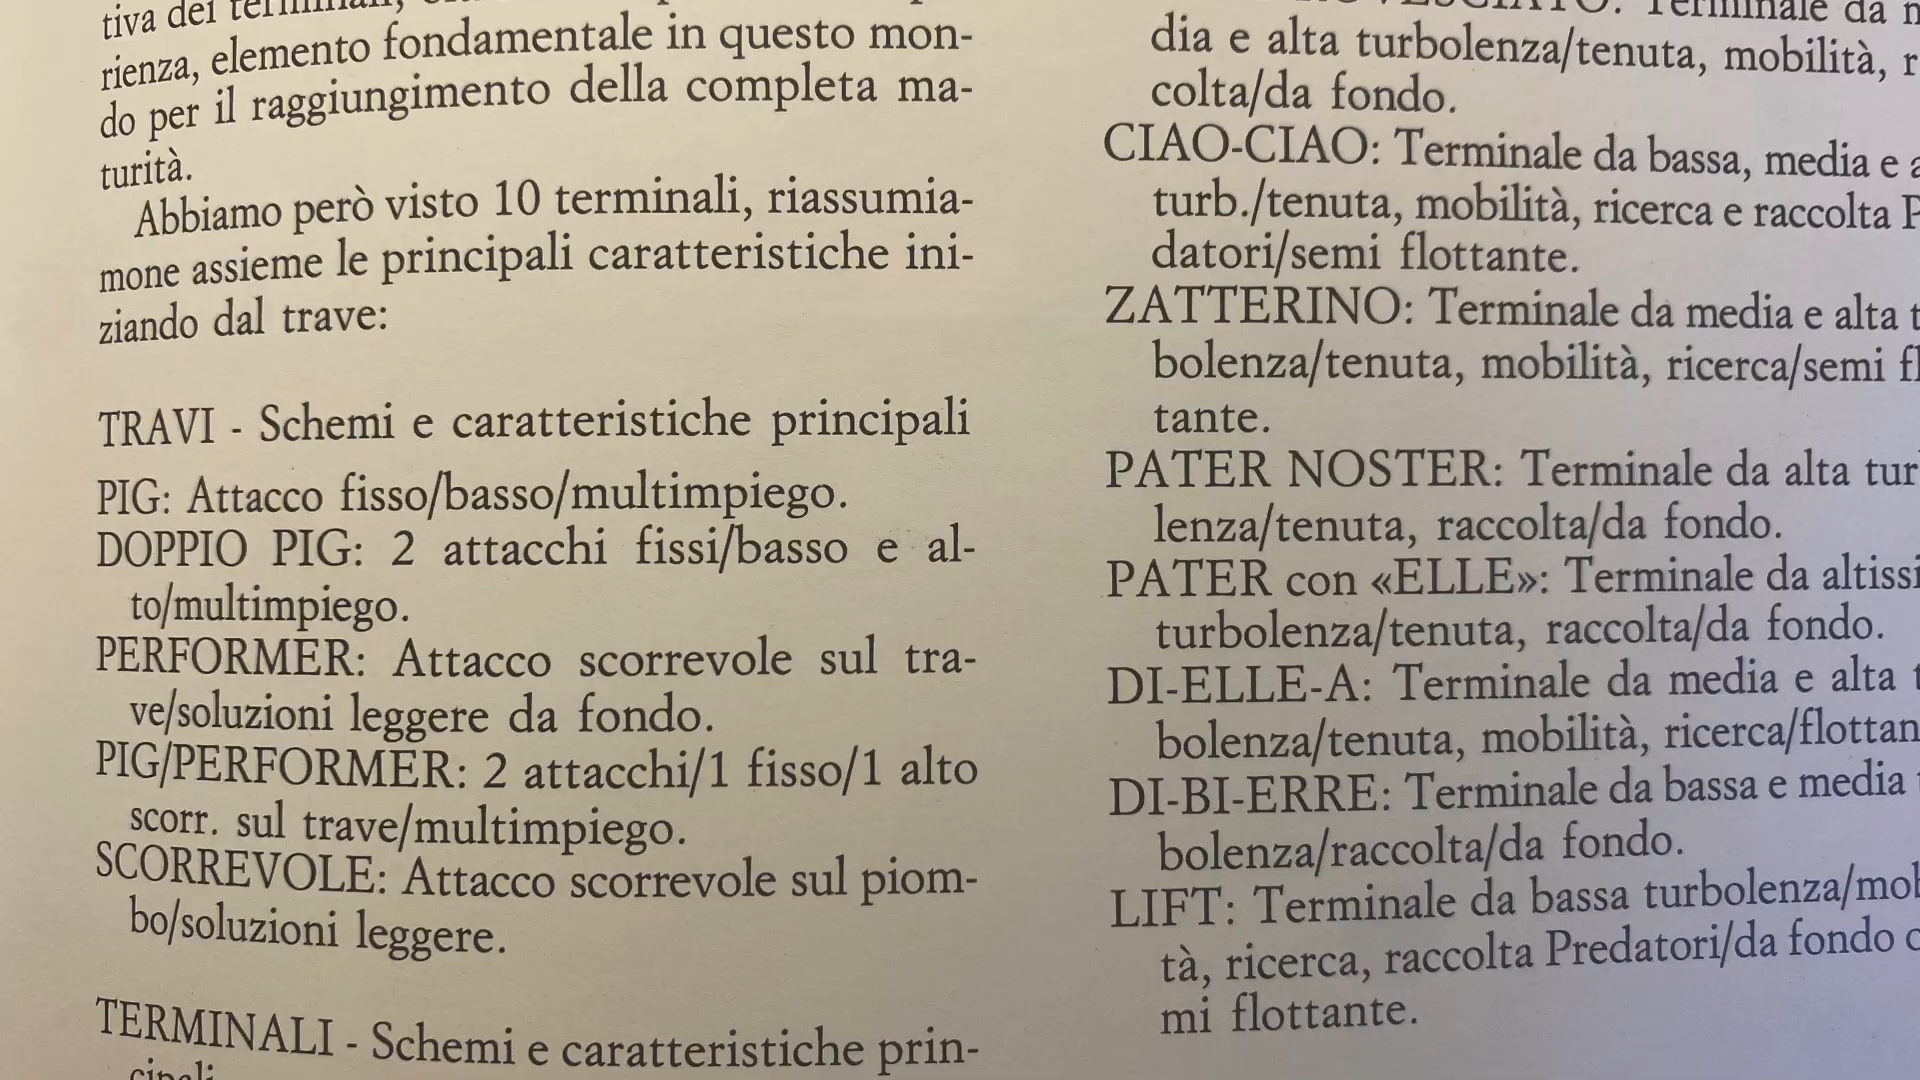 tiva dei terminali,
rienza, elemento fondamentale in questo mon-
do per il raggiungimento della completa ma-
turità.
Abbiamo però visto 10 terminali, riassumia-
mone assieme le principali caratteristiche ini-
ziando dal trave:
TRAVI - Schemi e caratteristiche principali
PIG: Attacco fisso/basso/multimpiego.
DOPPIO PIG: 2 attacchi fissi/basso e al-
to/multimpiego.
PERFORMER: Attacco scorrevole sul tra-
ve/soluzioni leggere da fondo.
PIG/PERFORMER: 2 attacchi/1 fisso/1 alto
scorr. sul trave/multimpiego.
SCORREVOLE: Attacco scorrevole sul piom-
bo/soluzioni leggere.
TERMINALI - Schemi e caratteristiche prin-
cipali
Terminale da
dia e alta turbolenza/tenuta, mobilità,
colta/da fondo.
CIAO-CIAO: Terminale da bassa, media e
turb./tenuta, mobilità, ricerca e raccolta
datori/semi flottante.
ZATTERINO: Terminale da media e alta
bolenza/tenuta, mobilità, ricerca/semi
tante.
PATER NOSTER: Terminale da alta tur
lenza/tenuta, raccolta/da fondo.
PATER con «ELLE»: Terminale da altissi
turbolenza/tenuta, raccolta/da fondo.
DI-ELLE-A: Terminale da media e alta
bolenza/tenuta, mobilità, ricerca/flottan
DI-BI-ERRE: Terminale da bassa e media
bolenza/raccolta/da fondo.
LIFT: Terminale da bassa turbolenza/mob
tà, ricerca, raccolta Predatori/da fondo
mi flottante.